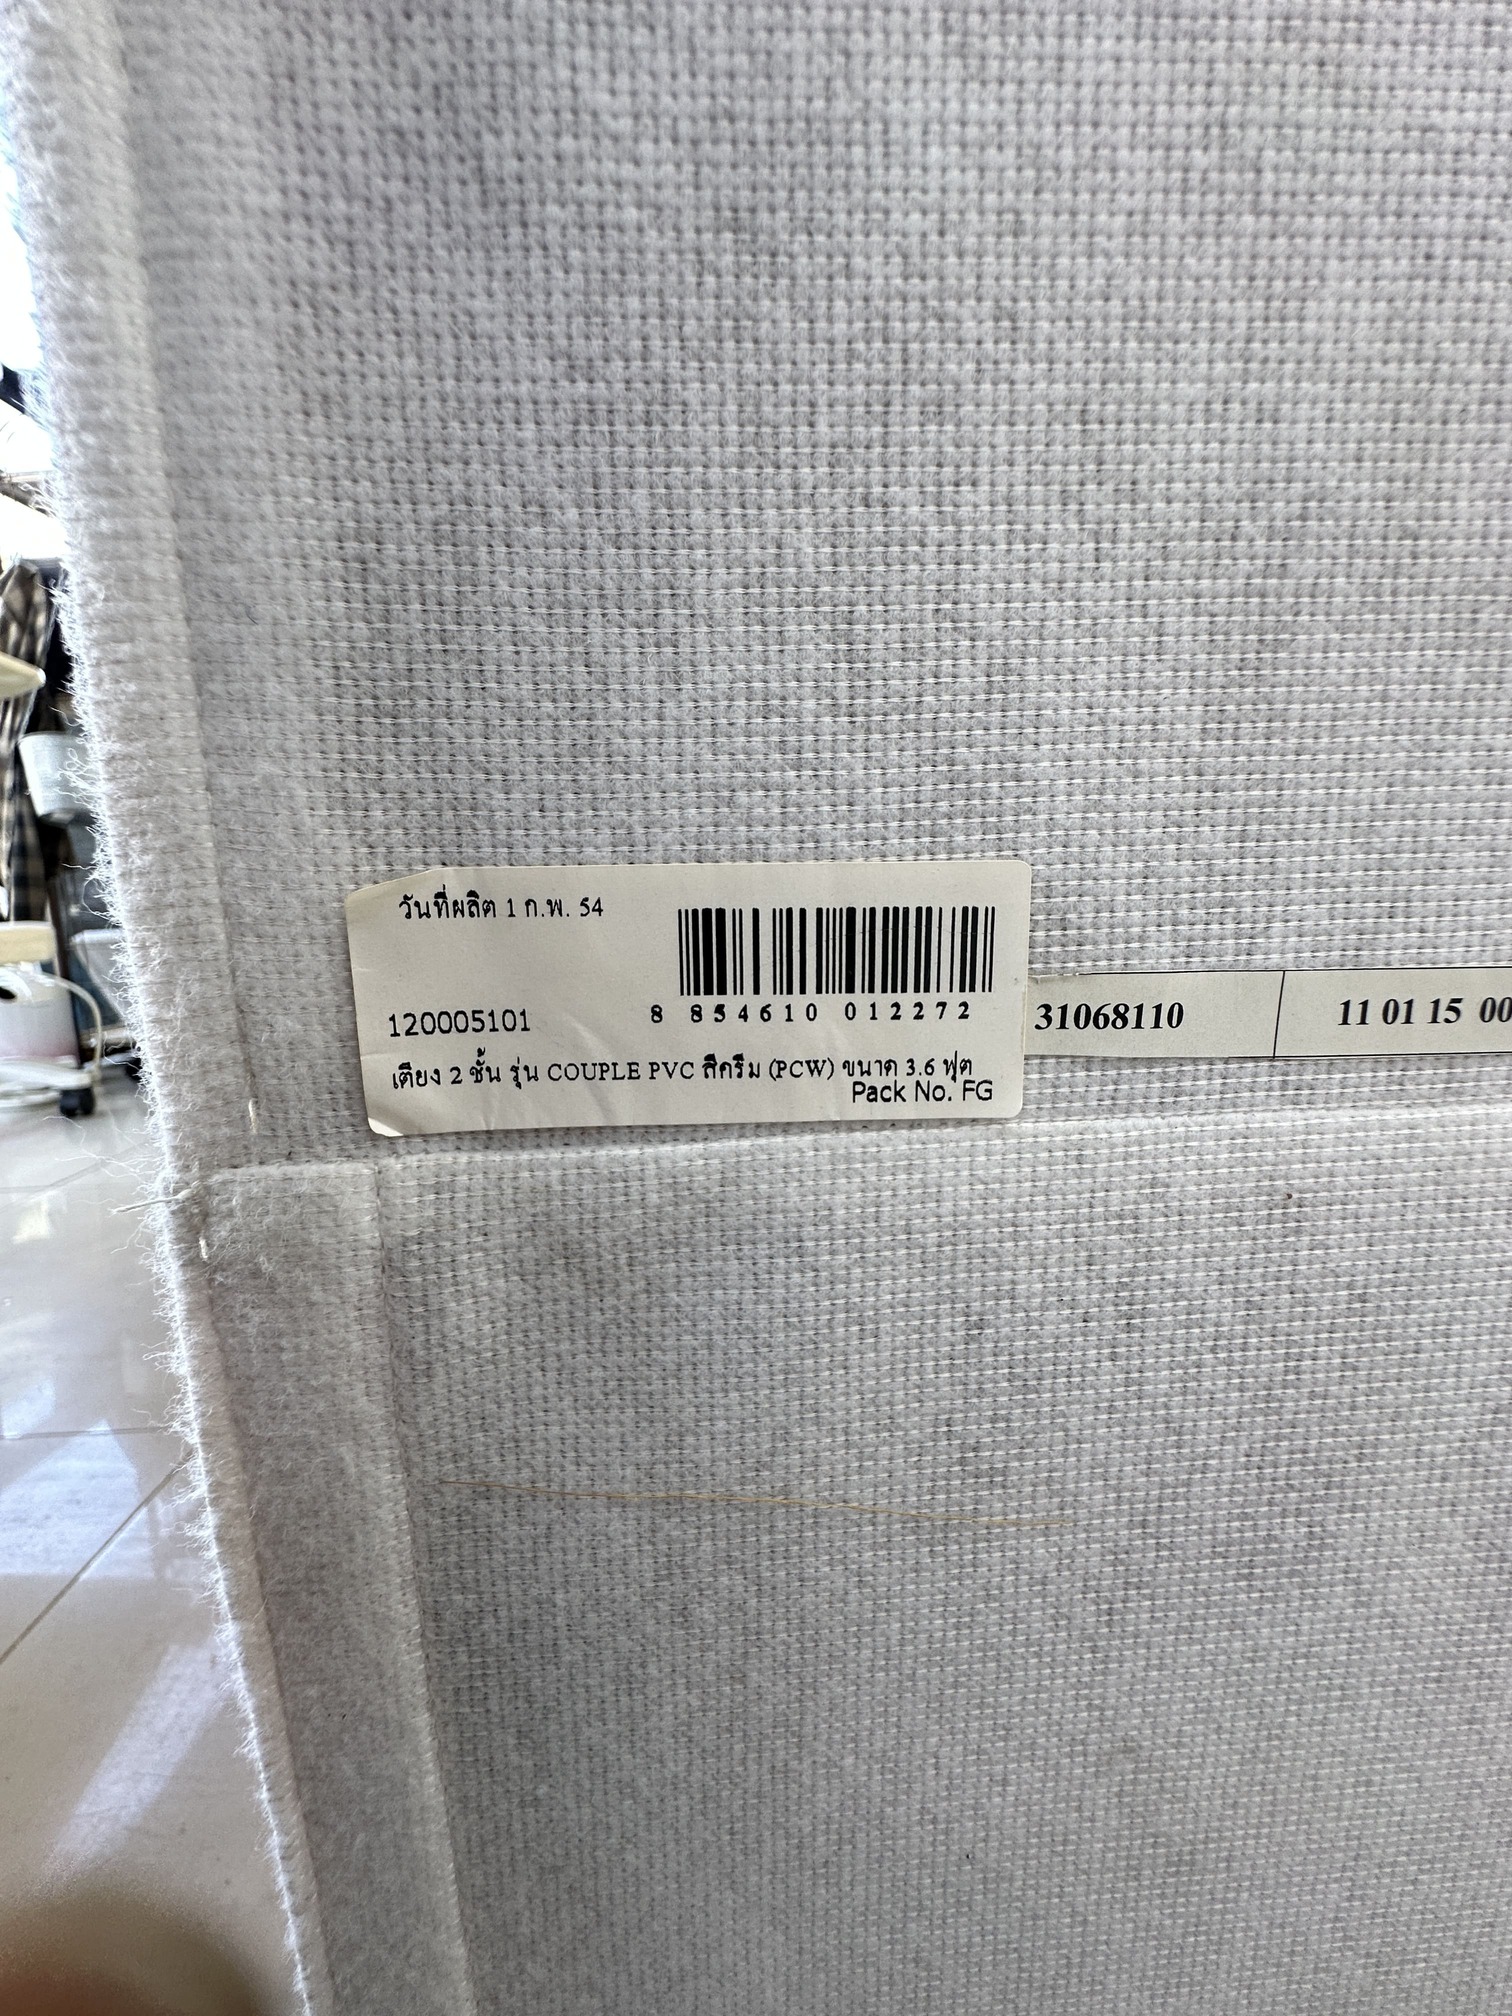 วันที่ผลิต 1 ก.พ. 54
8 854610 012272
120005101
เตียง 2 ชั้น รุ่น COUPLE PVC สีครีม (PCW) ขนาด 3.6 ฟุต
Pack No. FG
31068110
11 01 15 00